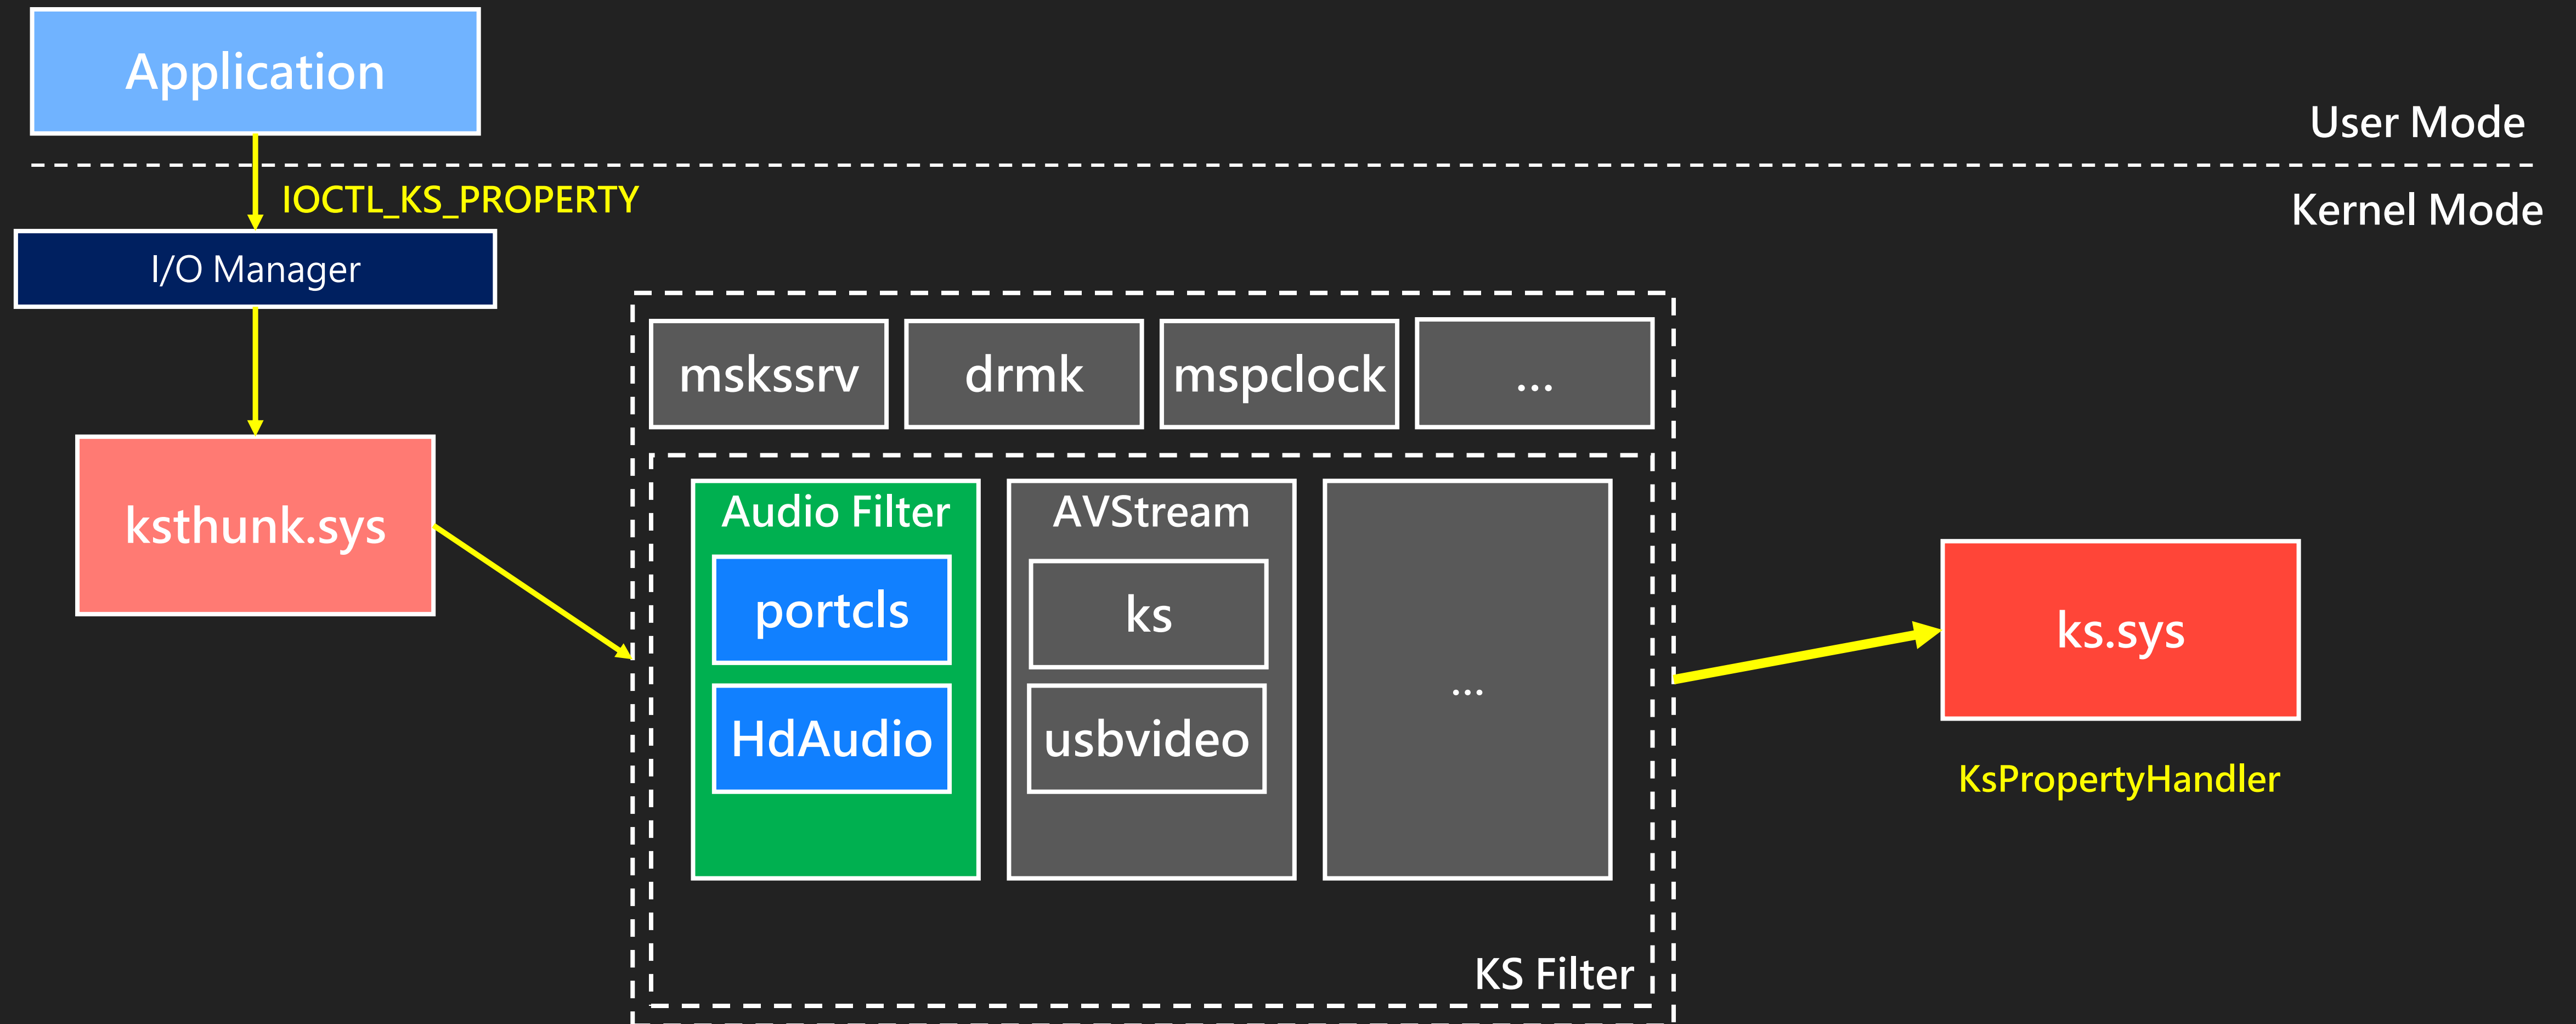 Application
User Mode
IOCTL_KS_PROPERTY
Kernel Mode
I/O Manager
mskssrv
drmk
mspclock
...
ksthunk.sys
Audio Filter
portcls
HdAudio
AVStream
ks
usbvideo
...
KS Filter
ks.sys
KsPropertyHandler